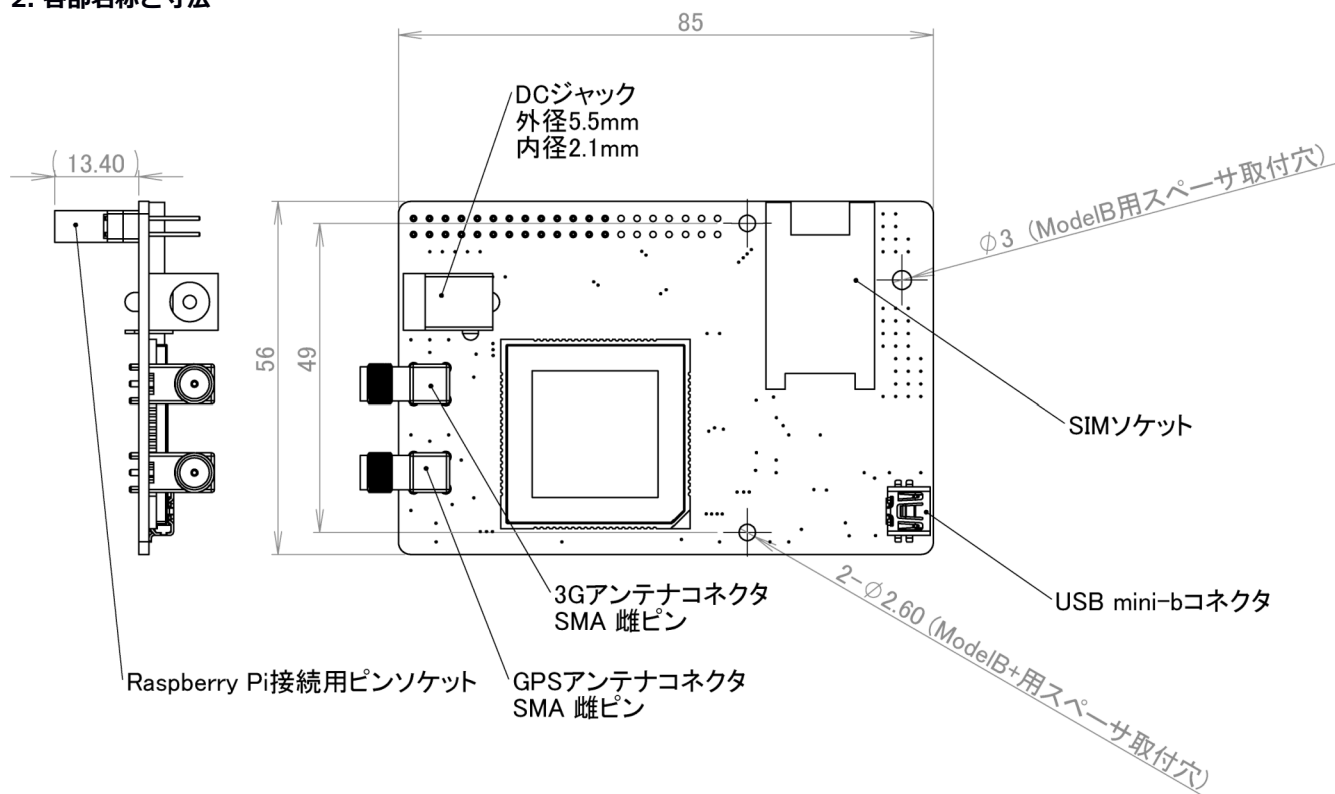 2. 各部名称と寸法
85
DCジャック
外径5.5mm
内径2.1mm
(13.40)
φ3 (ModelB用スペーサ取付穴)
56
49
SIMソケット
3Gアンテナコネクタ
SMA 雌ピン
USB mini-bコネクタ
2-φ2.60 (ModelB+用スペーサ取付穴)
Raspberry Pi接続用ピンソケット
GPSアンテナコネクタ
SMA 雌ピン